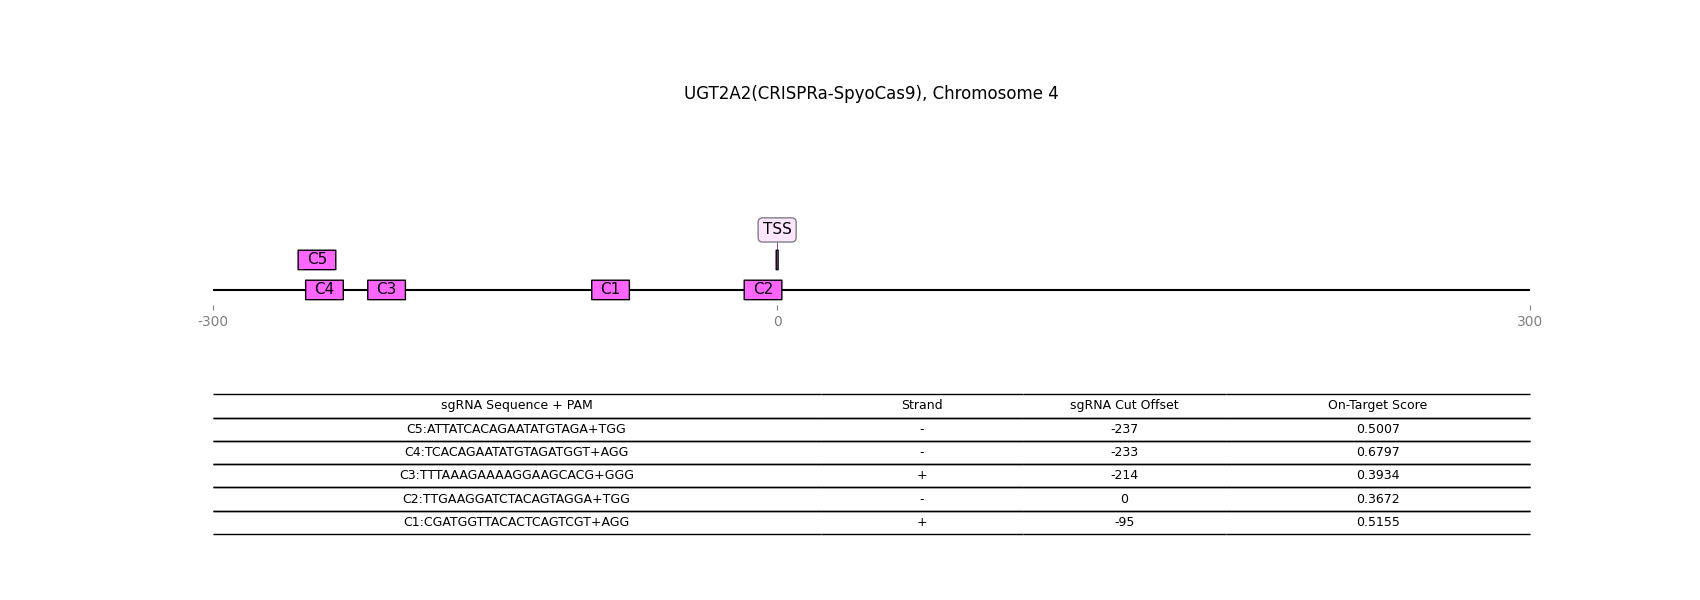 UGT2A2(CRISPRa-SpyoCas9), Chromosome 4
TSS
C5
C4 C3 C1 C2
-300 0 300
sgRNA Sequence + PAM Strand sgRNA Cut Offset On-Target Score
C5:ATTATCACAGAATATGTAGA+TGG - -237 0.5007
C4:TCACAGAATATGTAGATGGT+AGG - -233 0.6797
C3:TTTAAAGAAAAGGAAGCACG+GGG + -214 0.3934
C2:TTGAAGGATCTACAGTAGGA+TGG - 0 0.3672
C1:CGATGGTTACACTCAGTCGT+AGG + -95 0.5155